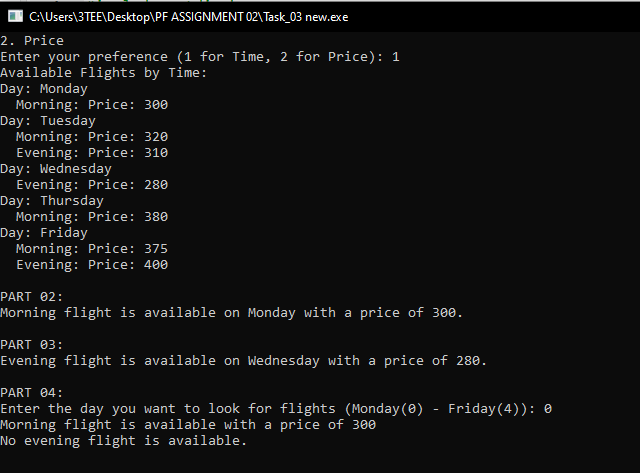 C:\Users\3TEE\Desktop\PF ASSIGNMENT 02\Task_03 new.exe
2. Price
Enter your preference (1 for Time, 2 for Price): 1
Available Flights by Time:
Day: Monday
  Morning: Price: 300
Day: Tuesday
  Morning: Price: 320
  Evening: Price: 310
Day: Wednesday
  Evening: Price: 280
Day: Thursday
  Morning: Price: 380
Day: Friday
  Morning: Price: 375
  Evening: Price: 400

PART 02:
Morning flight is available on Monday with a price of 300.

PART 03:
Evening flight is available on Wednesday with a price of 280.

PART 04:
Enter the day you want to look for flights (Monday(0) - Friday(4)): 0
Morning flight is available with a price of 300
No evening flight is available.